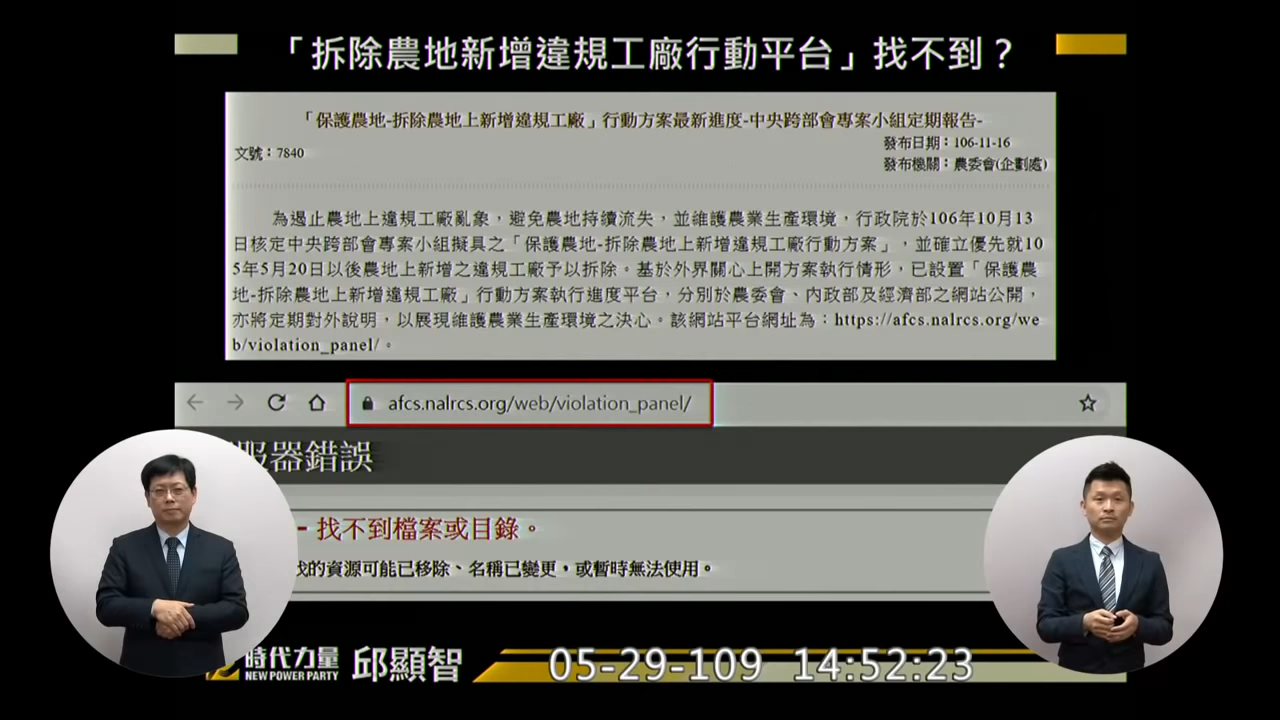 「拆除農地新增違規工廠行動平台」找不到？
「保護農地-拆除農地上新增違規工廠」行動方案最新進度-中央跨部會專案小組定期報告-
文號：7840
發布日期：106-11-16
發布機關：農委會(企劃處)
為遏止農地上違規工廠亂象，避免農地持續流失，並維護農業生產環境，行政院於106年10月13
日核定中央跨部會專案小組擬具之「保護農地-拆除農地上新增違規工廠行動方案」，並確立優先就10
5年5月20日以後農地上新增之違規工廠予以拆除。基於外界關心上開方案執行情形，已設置「保護農
地-拆除農地上新增違規工廠」行動方案執行進度平台，分別於農委會、內政部及經濟部之網站公開，
亦將定期對外說明，以展現維護農業生產環境之決心。該網站平台網址為：https://afcs.nalrcs.org/we
b/violation_panel/。
afcs.nalrcs.org/web/violation_panel/
服器錯誤
- 找不到檔案或目錄。
找的資源可能已移除、名稱已變更，或暫時無法使用。
時代力量
NEW POWER PARTY
邱顯智
05-29-109 14:52:23